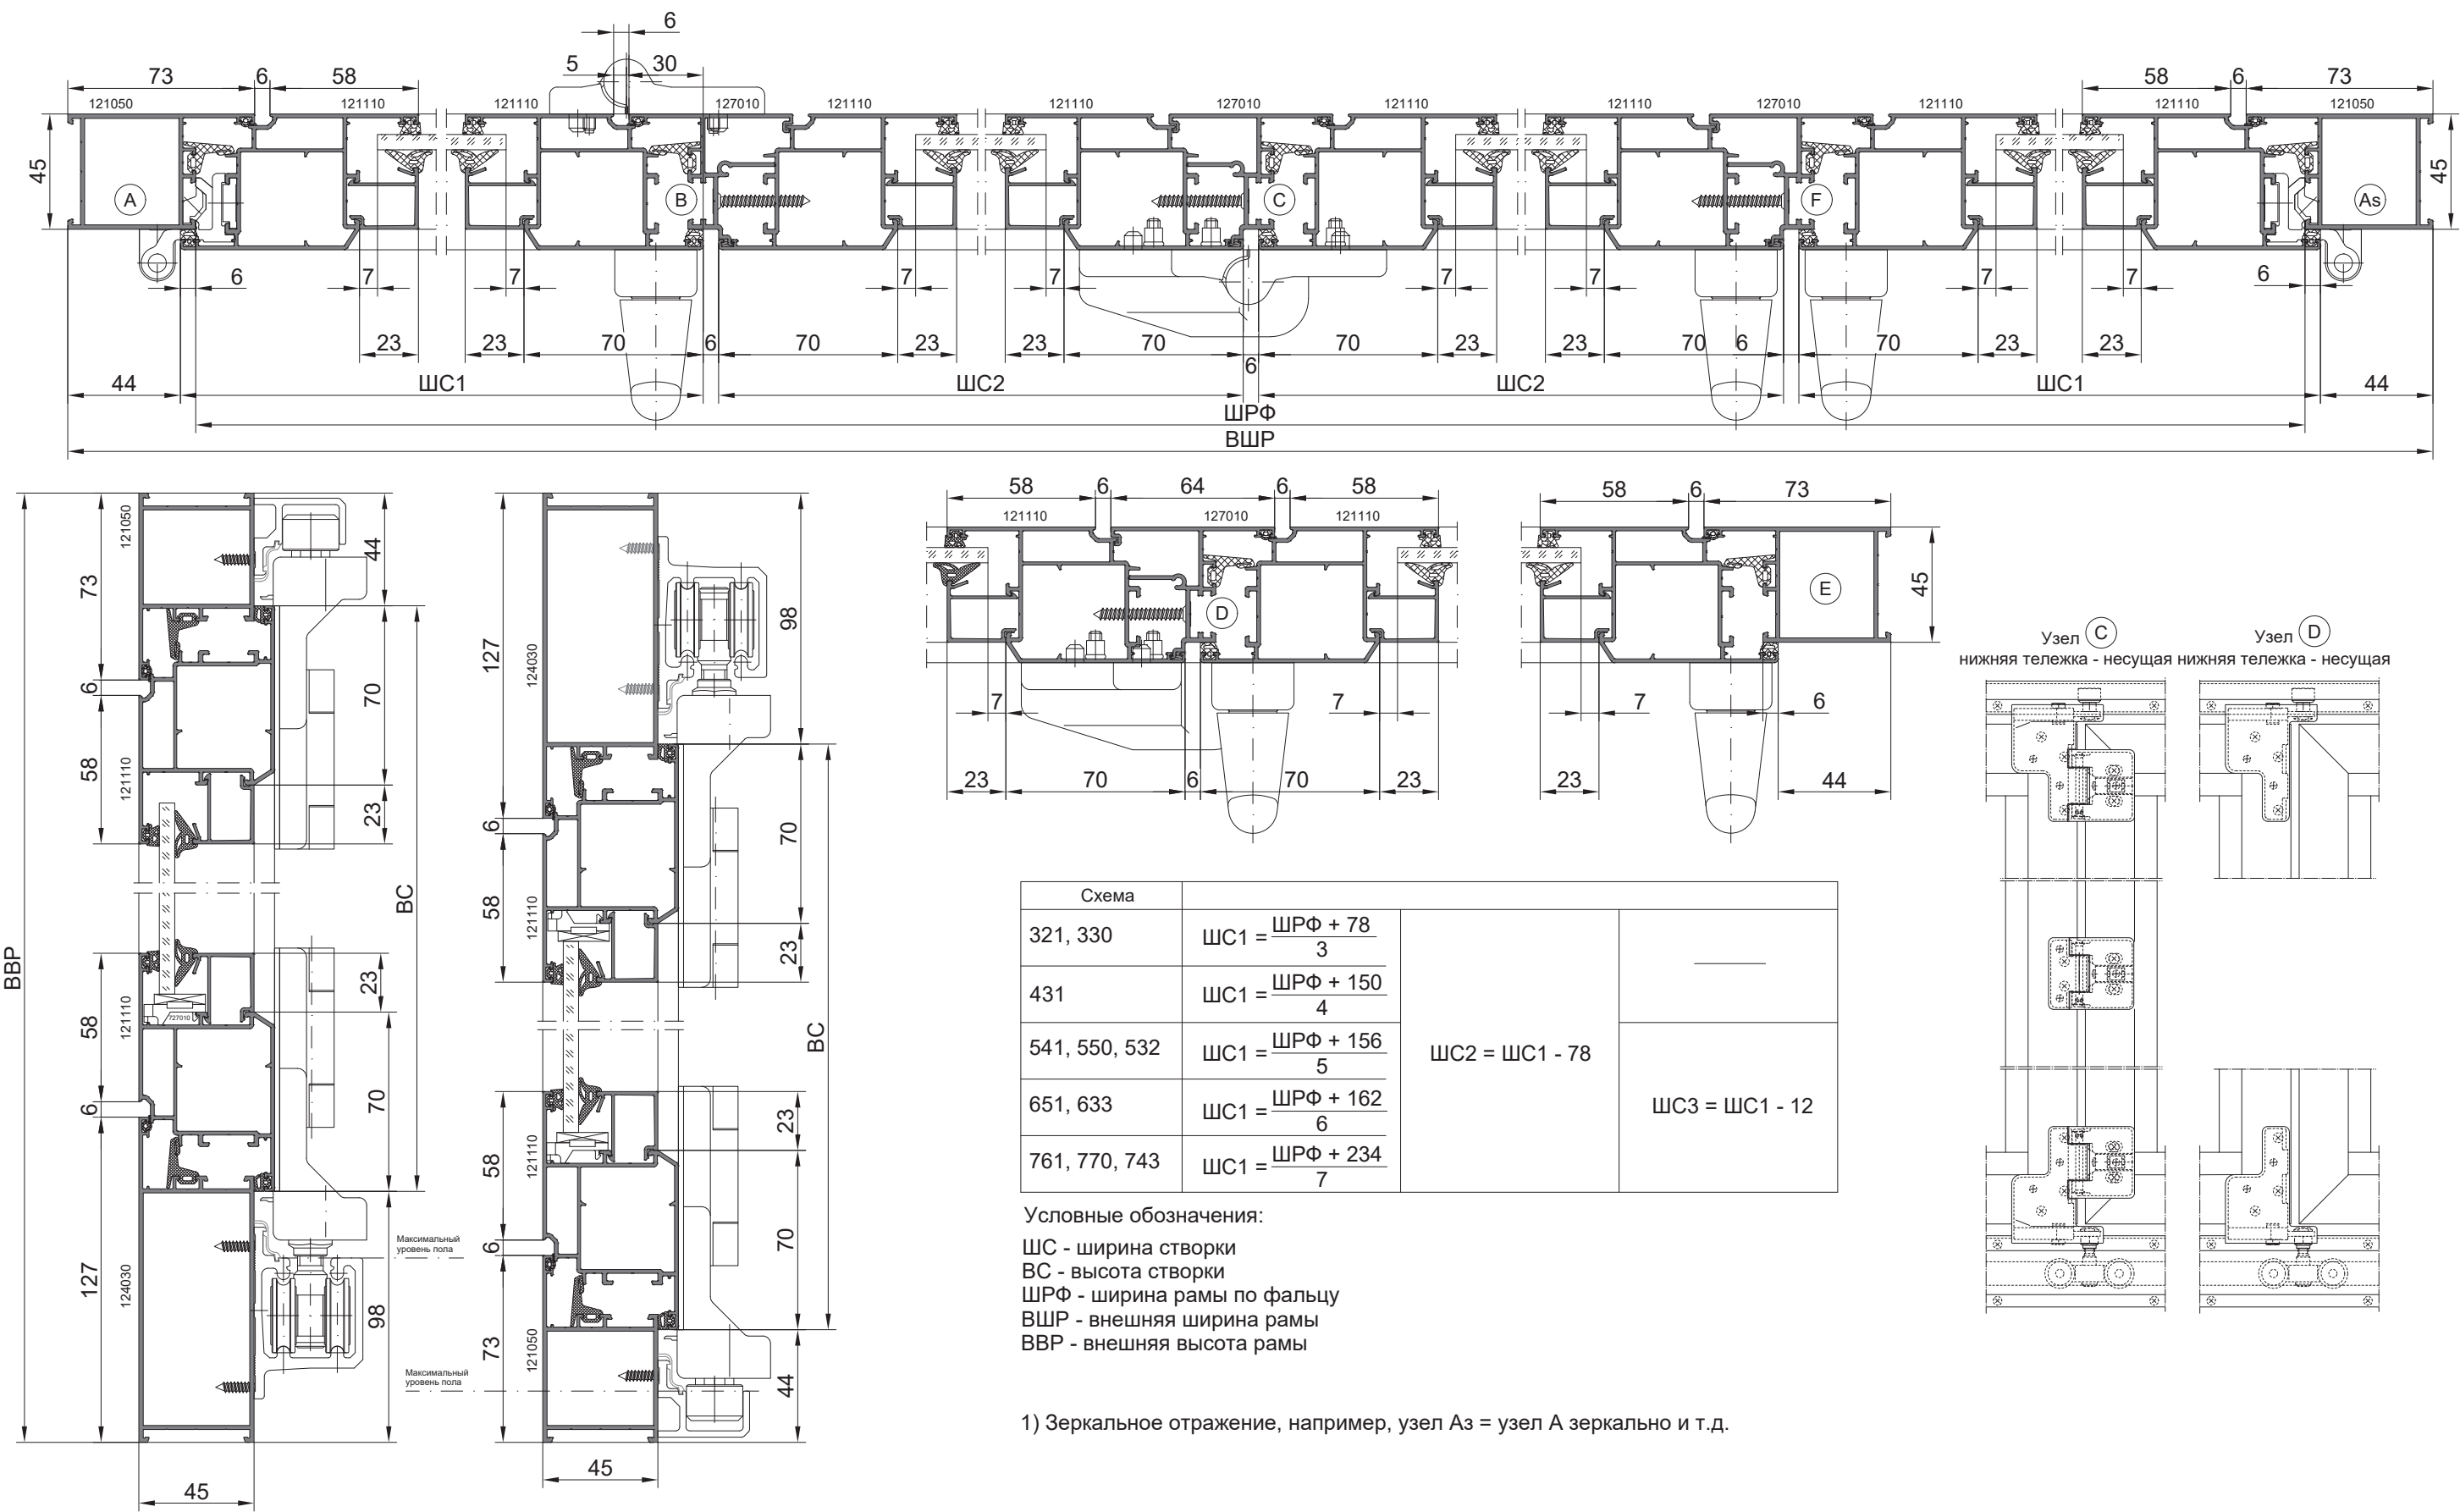 6
73
6
58
5
30
58
6
73
121050
121110
121110
127010
121110
121110
127010
121110
121110
127010
121110
121110
121050
45
A
B
C
F
As
45
6
7
7
7
7
7
7
7
7
6
23
23
70
6
70
23
23
70
6
70
23
23
70
6
70
23
23
44
ШС1
ШС2
ШС2
ШС1
44
ШРФ
ВШР
ВВР
73
6
58
58
6
127
121050
121110
121110
727010
124030
44
70
23
ВС
23
70
98
45
Максимальный
уровень пола
127
6
58
58
6
73
124030
121110
121110
121050
98
70
23
ВС
23
70
44
45
Максимальный
уровень пола
58
6
64
6
58
121110
127010
121110
D
7
7
23
70
6
70
23
58
6
73
E
45
7
6
23
44
Узел C
нижняя тележка - несущая
Узел D
нижняя тележка - несущая
Схема
321, 330
ШС1 = ШРФ + 78
3
431
ШС1 = ШРФ + 150
4
541, 550, 532
ШС1 = ШРФ + 156
5
651, 633
ШС1 = ШРФ + 162
6
761, 770, 743
ШС1 = ШРФ + 234
7
ШС2 = ШС1 - 78
ШС3 = ШС1 - 12
Условные обозначения:
ШС - ширина створки
ВС - высота створки
ШРФ - ширина рамы по фальцу
ВШР - внешняя ширина рамы
ВВР - внешняя высота рамы
1) Зеркальное отражение, например, узел Аз = узел А зеркально и т.д.